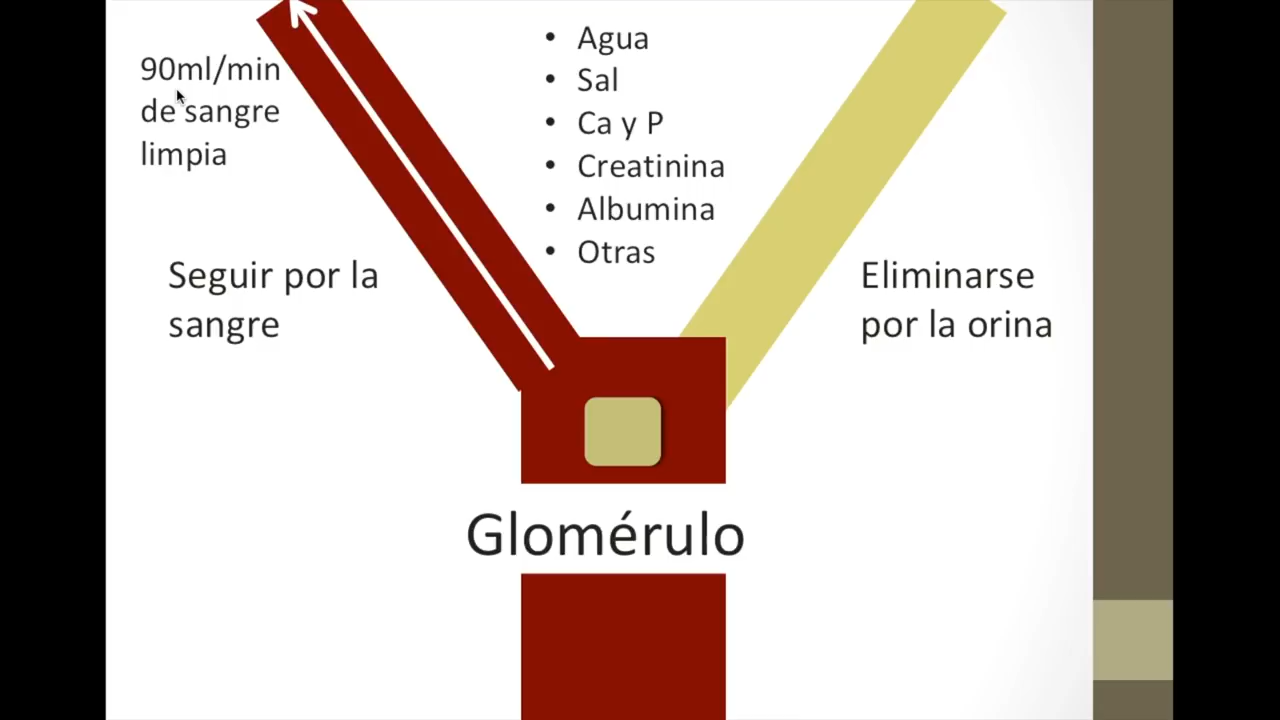 90ml/min
de sangre
limpia
• Agua
• Sal
• Ca y P
• Creatinina
• Albumina
• Otras
Seguir por la
sangre
Eliminarse
por la orina
Glomérulo